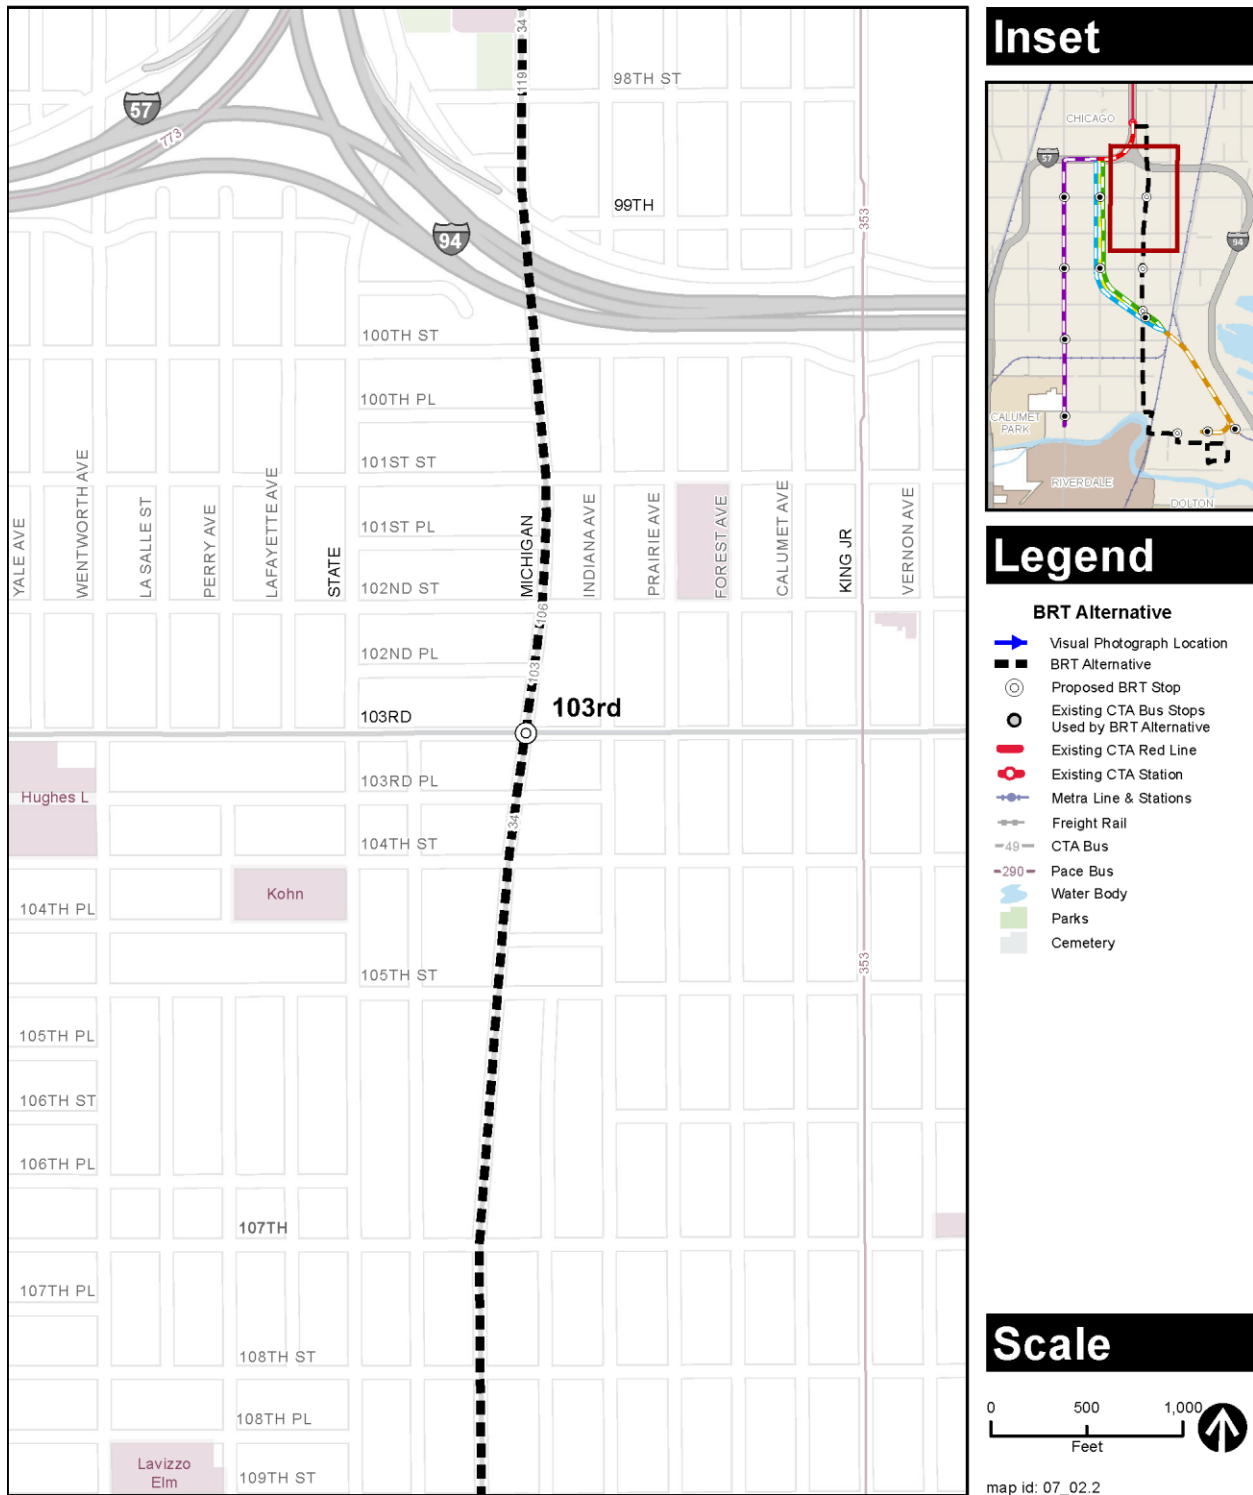 34
119
98TH ST
57
773
99TH
353
94
100TH ST
100TH PL
101ST ST
YALE AVE
WENTWORTH AVE
LA SALLE ST
PERRY AVE
LAFAYETTE AVE
STATE
101ST PL
MICHIGAN
INDIANA AVE
PRAIRIE AVE
FOREST AVE
CALUMET AVE
KING JR
VERNON AVE
102ND ST
106
102ND PL
103
103RD
103rd
103RD PL
Hughes L
34
104TH ST
Kohn
104TH PL
105TH ST
353
105TH PL
106TH ST
106TH PL
107TH
107TH PL
108TH ST
108TH PL
Lavizzo
Elm
109TH ST
Inset
CHICAGO
57
94
CALUMET
PARK
RIVERDALE
DOLTON
Legend
BRT Alternative
Visual Photograph Location
BRT Alternative
Proposed BRT Stop
Existing CTA Bus Stops
Used by BRT Alternative
Existing CTA Red Line
Existing CTA Station
Metra Line & Stations
Freight Rail
49
CTA Bus
290
Pace Bus
Water Body
Parks
Cemetery
Scale
0 500 1,000
Feet
map id: 07_02.2